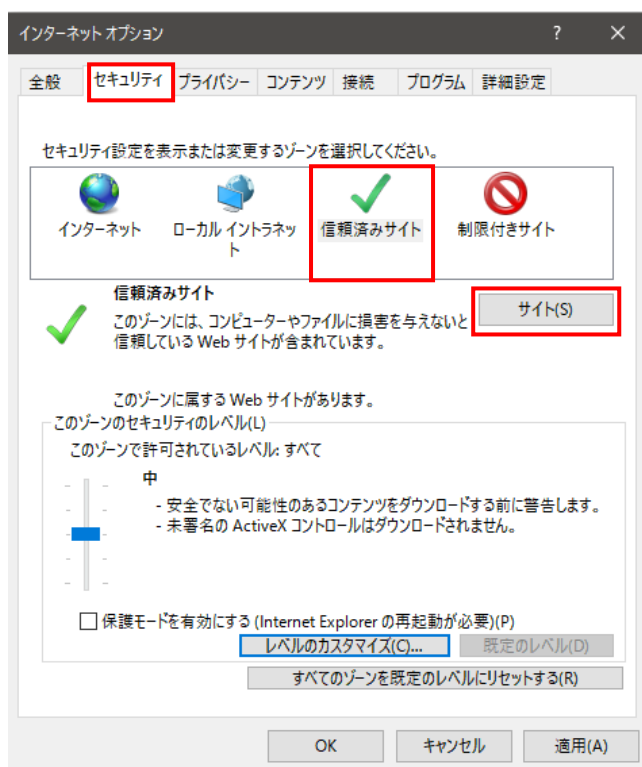 インターネット オプション ? ×
全般 セキュリティ プライバシー コンテンツ 接続 プログラム 詳細設定
セキュリティ設定を表示または変更するゾーンを選択してください。
インターネット ローカル イントラネッ 信頼済みサイト 制限付きサイト
ト
信頼済みサイト
サイト(S)
このゾーンには、コンピューターやファイルに損害を与えないと
信頼している Web サイトが含まれています。
このゾーンに属する Web サイトがあります。
このゾーンのセキュリティのレベル(L)
このゾーンで許可されているレベル: すべて
中
- 安全でない可能性のあるコンテンツをダウンロードする前に警告します。
- 未署名の ActiveX コントロールはダウンロードされません。
保護モードを有効にする (Internet Explorer の再起動が必要)(P)
レベルのカスタマイズ(C)... 既定のレベル(D)
すべてのゾーンを既定のレベルにリセットする(R)
OK キャンセル 適用(A)